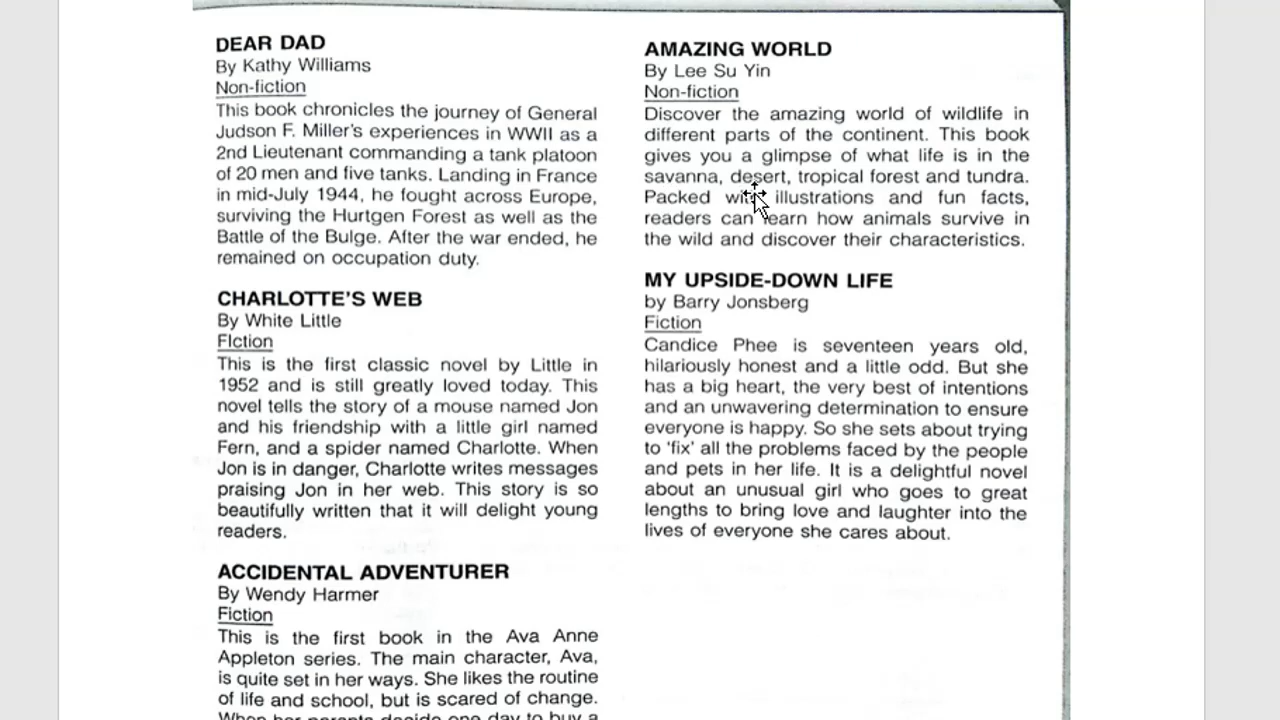 DEAR DAD
By Kathy Williams
Non-fiction
This book chronicles the journey of General
Judson F. Miller's experiences in WWII as a
2nd Lieutenant commanding a tank platoon
of 20 men and five tanks. Landing in France
in mid-July 1944, he fought across Europe,
surviving the Hurtgen Forest as well as the
Battle of the Bulge. After the war ended, he
remained on occupation duty.
CHARLOTTE'S WEB
By White Little
FIction
This is the first classic novel by Little in
1952 and is still greatly loved today. This
novel tells the story of a mouse named Jon
and his friendship with a little girl named
Fern, and a spider named Charlotte. When
Jon is in danger, Charlotte writes messages
praising Jon in her web. This story is so
beautifully written that it will delight young
readers.
ACCIDENTAL ADVENTURER
By Wendy Harmer
Fiction
This is the first book in the Ava Anne
Appleton series. The main character, Ava,
is quite set in her ways. She likes the routine
of life and school, but is scared of change.
When her parents decide one day to buy a
AMAZING WORLD
By Lee Su Yin
Non-fiction
Discover the amazing world of wildlife in
different parts of the continent. This book
gives you a glimpse of what life is in the
savanna, desert, tropical forest and tundra.
Packed with illustrations and fun facts,
readers can learn how animals survive in
the wild and discover their characteristics.
MY UPSIDE-DOWN LIFE
by Barry Jonsberg
Fiction
Candice Phee is seventeen years old,
hilariously honest and a little odd. But she
has a big heart, the very best of intentions
and an unwavering determination to ensure
everyone is happy. So she sets about trying
to 'fix' all the problems faced by the people
and pets in her life. It is a delightful novel
about an unusual girl who goes to great
lengths to bring love and laughter into the
lives of everyone she cares about.